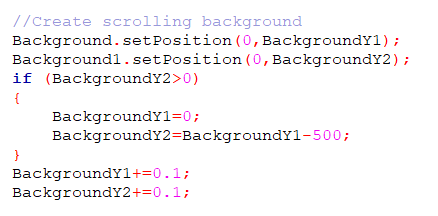 //Create scrolling background
Background.setPosition(0,BackgroundY1);
Background1.setPosition(0,BackgroundY2);
if (BackgroundY2>0)
{
    BackgroundY1=0;
    BackgroundY2=BackgroundY1-500;
}
BackgroundY1+=0.1;
BackgroundY2+=0.1;